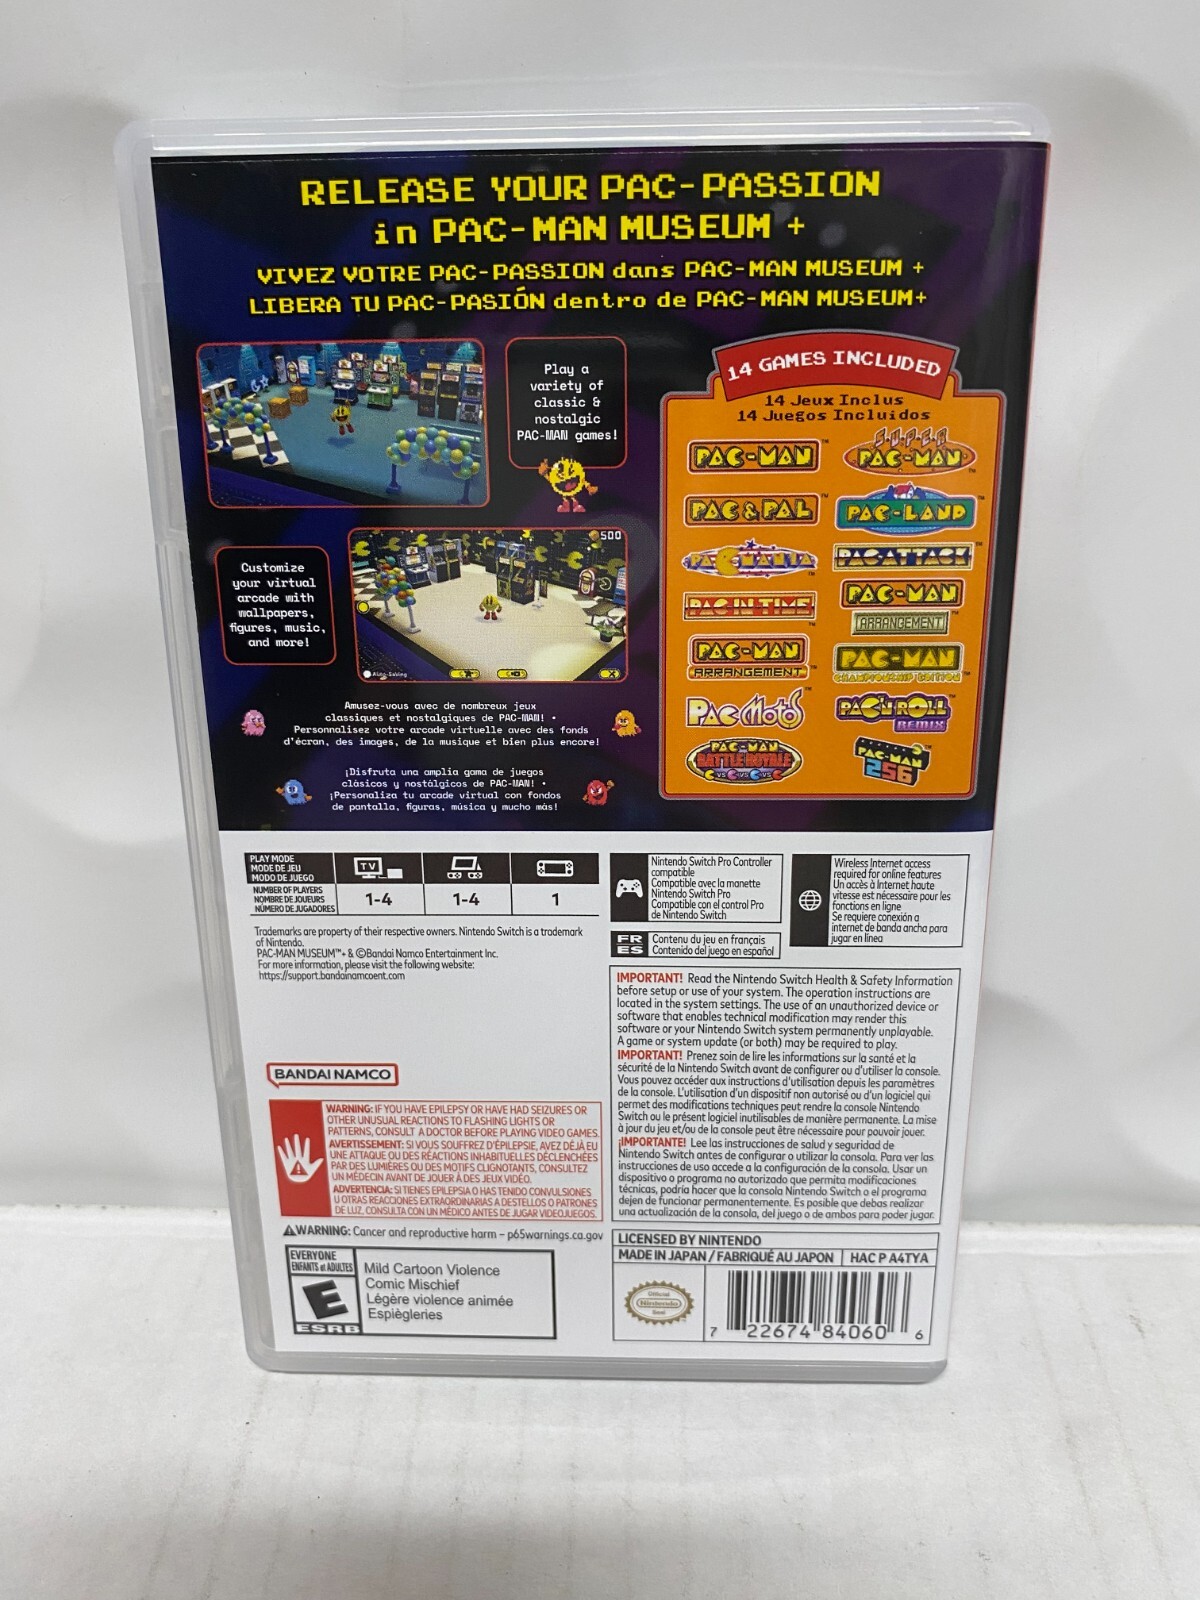 RELEASE YOUR PAC-PASSION
in PAC-MAN MUSEUM +
VIVEZ VOTRE PAC-PASSION dans PAC-MAN MUSEUM +
LIBERA TU PAC-PASIÓN dentro de PAC-MAN MUSEUM+
Play a
variety of
classic &
nostalgic
PAC-MAN games!
Customize
your virtual
arcade with
wallpapers,
figures, music,
and more!
500
Amusez-vous avec de nombreux jeux
classiques et nostalgiques de PAC-MAN! •
Personnalisez votre arcade virtuelle avec des fonds
d'écran, des images, de la musique et bien plus encore!
¡Disfruta una amplia gama de juegos
clásicos y nostálgicos de PAC-MAN! •
¡Personaliza tu arcade virtual con fondos
de pantalla, figuras, música y mucho más!
14 GAMES INCLUDED
14 Jeux Inclus
14 Juegos Incluidos
PAC-MAN™
SUPER PAC-MAN™
PAC & PAL™
PAC-LAND™
PAC-MANIA™
PAC-ATTACK™
PAC IN TIME™
PAC-MAN ARRANGEMENT™
PAC-MAN ARRANGEMENT™
PAC-MAN CHAMPIONSHIP EDITION™
PAC MOTOS™
PAC'N ROLL REMIX™
PAC-MAN BATTLE ROYALE
VS VS VS
PAC-MAN 256™
PLAY MODE
MODE DE JEU
MODO DE JUEGO
TV
NUMBER OF PLAYERS
NOMBRE DE JOUEURS
NÚMERO DE JUGADORES
1-4 1-4 1
Trademarks are property of their respective owners. Nintendo Switch is a trademark
of Nintendo.
PAC-MAN MUSEUM™+ & ©Bandai Namco Entertainment Inc.
For more information, please visit the following website:
https://support.bandainamcoent.com
Nintendo Switch Pro Controller
compatible
Compatible avec la manette
Nintendo Switch Pro
Compatible con el control Pro
de Nintendo Switch
FR Contenu du jeu en français
ES Contenido del juego en español
Wireless Internet access
required for online features
Un accès à Internet haute
vitesse est nécessaire pour les
fonctions en ligne
Se requiere conexión a
internet de banda ancha para
jugar en línea
IMPORTANT! Read the Nintendo Switch Health & Safety Information
before setup or use of your system. The operation instructions are
located in the system settings. The use of an unauthorized device or
software that enables technical modification may render this
software or your Nintendo Switch system permanently unplayable.
A game or system update (or both) may be required to play.
IMPORTANT! Prenez soin de lire les informations sur la santé et la
sécurité de la Nintendo Switch avant de configurer ou d'utiliser la console.
Vous pouvez accéder aux instructions d'utilisation depuis les paramètres
de la console. L'utilisation d'un dispositif non autorisé ou d'un logiciel qui
permet des modifications techniques peut rendre la console Nintendo
Switch ou le présent logiciel inutilisables de manière permanente. La mise
à jour du jeu et/ou de la console peut être nécessaire pour pouvoir jouer.
¡IMPORTANTE! Lee las instrucciones de salud y seguridad de
Nintendo Switch antes de configurar o utilizar la consola. Para ver las
instrucciones de uso accede a la configuración de la consola. Usar un
dispositivo o programa no autorizado que permita modificaciones
técnicas, podría hacer que la consola Nintendo Switch o el programa
dejen de funcionar permanentemente. Es posible que debas realizar
una actualización de la consola, del juego o de ambos para poder jugar.
BANDAI NAMCO
WARNING: IF YOU HAVE EPILEPSY OR HAVE HAD SEIZURES OR
OTHER UNUSUAL REACTIONS TO FLASHING LIGHTS OR
PATTERNS, CONSULT A DOCTOR BEFORE PLAYING VIDEO GAMES.
AVERTISSEMENT: SI VOUS SOUFFREZ D'ÉPILEPSIE, AVEZ DÉJÀ EU
UNE ATTAQUE OU DES RÉACTIONS INHABITUELLES DÉCLENCHÉES
PAR DES LUMIÈRES OU DES MOTIFS CLIGNOTANTS, CONSULTEZ
UN MÉDECIN AVANT DE JOUER À DES JEUX VIDÉO.
ADVERTENCIA: SI TIENES EPILEPSIA O HAS TENIDO CONVULSIONES
U OTRAS REACCIONES EXTRAORDINARIAS A DESTELLOS O PATRONES
DE LUZ, CONSULTA CON UN MÉDICO ANTES DE JUGAR VIDEOJUEGOS.
WARNING: Cancer and reproductive harm – p65warnings.ca.gov
EVERYONE
ENFANTS et ADULTES
E
ESRB
Mild Cartoon Violence
Comic Mischief
Légère violence animée
Espiègleries
LICENSED BY NINTENDO
MADE IN JAPAN / FABRIQUÉ AU JAPON HAC P A4TYA
Official
Nintendo
Seal
7 22674 84060 6